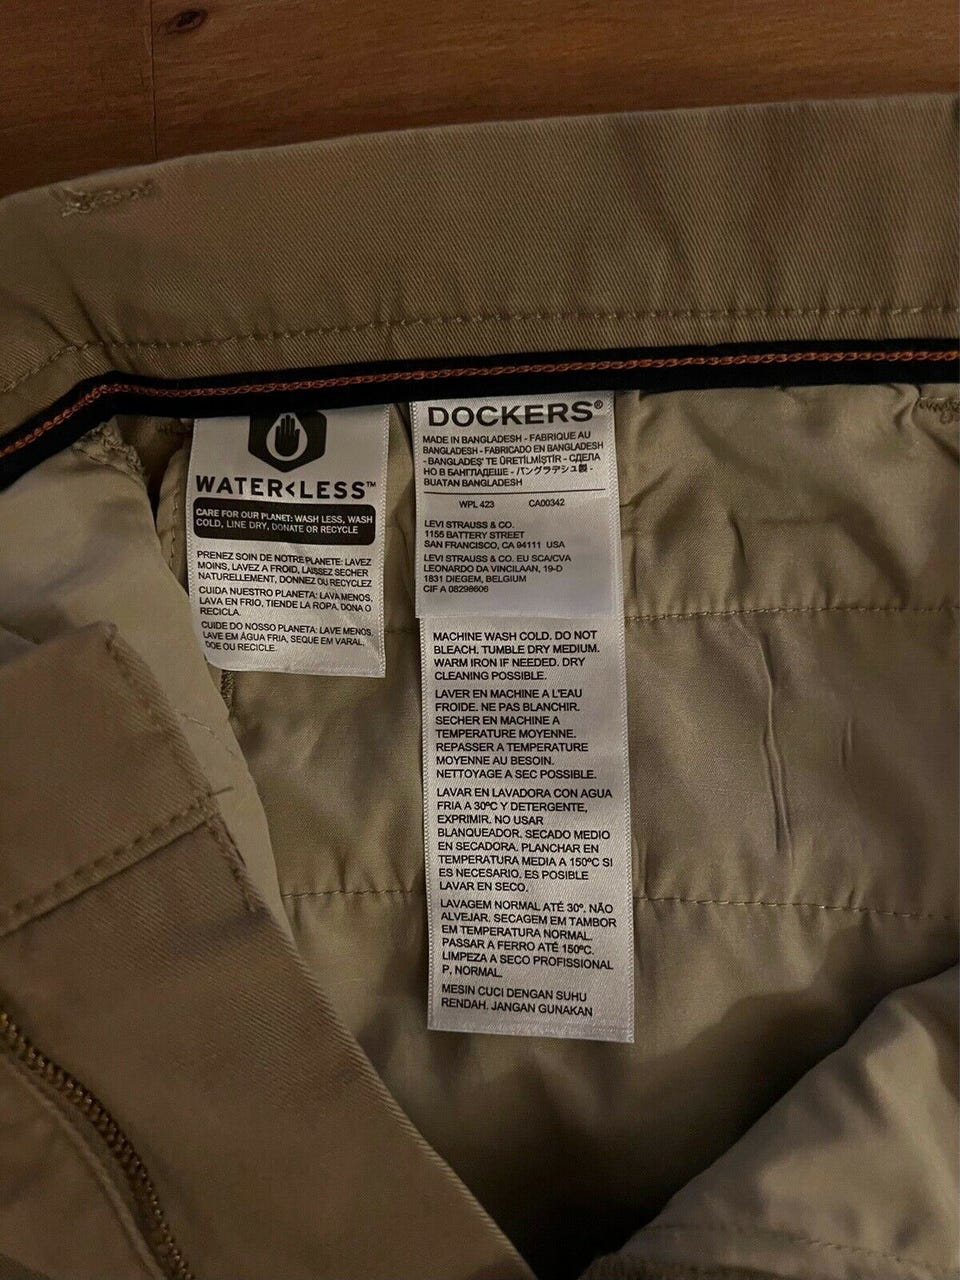 WATER<LESS™
CARE FOR OUR PLANET: WASH LESS, WASH
COLD, LINE DRY, DONATE OR RECYCLE
PRENEZ SOIN DE NOTRE PLANETE: LAVEZ
MOINS, LAVEZ A FROID, LAISSEZ SECHER
NATURELLEMENT, DONNEZ OU RECYCLEZ
CUIDA NUESTRO PLANETA: LAVA MENOS,
LAVA EN FRIO, TIENDE LA ROPA, DONA O
RECICLA.
CUIDE DO NOSSO PLANETA: LAVE MENOS,
LAVE EM ÁGUA FRIA, SEQUE EM VARAL,
DOE OU RECICLE.
DOCKERS®
MADE IN BANGLADESH - FABRIQUE AU
BANGLADESH - FABRICADO EN BANGLADESH
- BANGLADEŞ' TE ÜRETİLMİŞTİR - СДЕЛА
НО В БАНГЛАДЕШЕ - バングラデシュ製 -
BUATAN BANGLADESH
WPL 423 CA00342
LEVI STRAUSS & CO.
1155 BATTERY STREET
SAN FRANCISCO, CA 94111 USA
LEVI STRAUSS & CO. EU SCA/CVA
LEONARDO DA VINCILAAN, 19-D
1831 DIEGEM, BELGIUM
CIF A 08298606
MACHINE WASH COLD. DO NOT
BLEACH. TUMBLE DRY MEDIUM.
WARM IRON IF NEEDED. DRY
CLEANING POSSIBLE.
LAVER EN MACHINE A L'EAU
FROIDE. NE PAS BLANCHIR.
SECHER EN MACHINE A
TEMPERATURE MOYENNE.
REPASSER A TEMPERATURE
MOYENNE AU BESOIN.
NETTOYAGE A SEC POSSIBLE.
LAVAR EN LAVADORA CON AGUA
FRIA A 30ºC Y DETERGENTE,
EXPRIMIR. NO USAR
BLANQUEADOR. SECADO MEDIO
EN SECADORA. PLANCHAR EN
TEMPERATURA MEDIA A 150ºC SI
ES NECESARIO. ES POSIBLE
LAVAR EN SECO.
LAVAGEM NORMAL ATÉ 30º. NÃO
ALVEJAR. SECAGEM EM TAMBOR
EM TEMPERATURA NORMAL.
PASSAR A FERRO ATÉ 150ºC.
LIMPEZA A SECO PROFISSIONAL
P, NORMAL.
MESIN CUCI DENGAN SUHU
RENDAH. JANGAN GUNAKAN